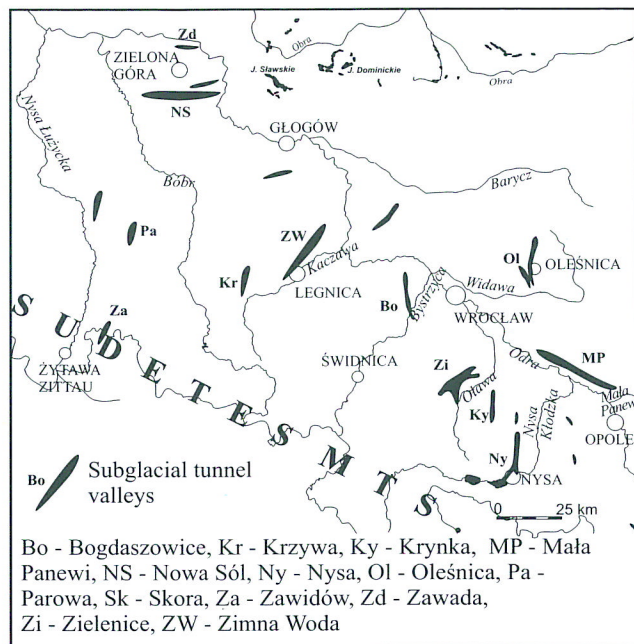 Zd
ZIELONA
GÓRA
Obra
J. Sławskie
J. Dominickie
Obra
Nysa Łużycka
NS
GŁOGÓW
Bóbr
Barycz
Pa
ZW
Kaczawa
Ol
OLEŚNICA
Kr
LEGNICA
Bo
Bystrzyca
Widawa
WROCŁAW
Za
SUDETES MTS
ŻYTAWA
ZITTAU
ŚWIDNICA
Zi
Oława
Odra
MP
Ky
Nysa
Kłodzka
Mała
Panew
OPOLE
Ny
NYSA
Bo
Subglacial tunnel
valleys
0 25 km
Bo - Bogdaszowice, Kr - Krzywa, Ky - Krynka, MP - Mała
Panewi, NS - Nowa Sól, Ny - Nysa, Ol - Oleśnica, Pa -
Parowa, Sk - Skora, Za - Zawidów, Zd - Zawada,
Zi - Zielenice, ZW - Zimna Woda